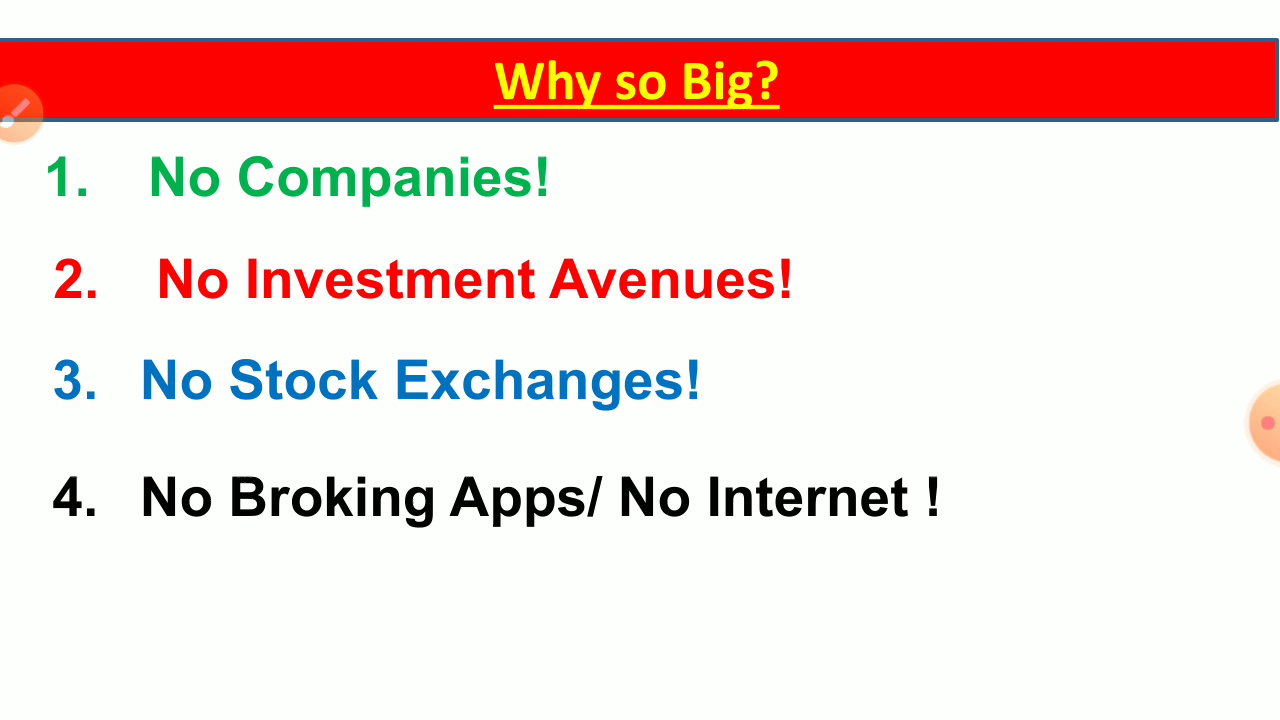 Why so Big?
1. No Companies!
2. No Investment Avenues!
3. No Stock Exchanges!
4. No Broking Apps/ No Internet !